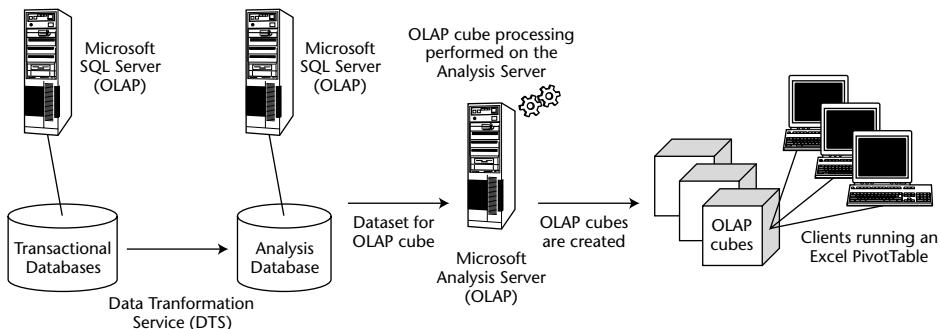 Microsoft
SQL Server
(OLAP)
Microsoft
SQL Server
(OLAP)
OLAP cube processing
performed on the
Analysis Server
Transactional
Databases
Analysis
Database
Dataset for
OLAP cube
OLAP cubes
are created
OLAP
cubes
Clients running an
Excel PivotTable
Data Tranformation
Service (DTS)
Microsoft
Analysis Server
(OLAP)